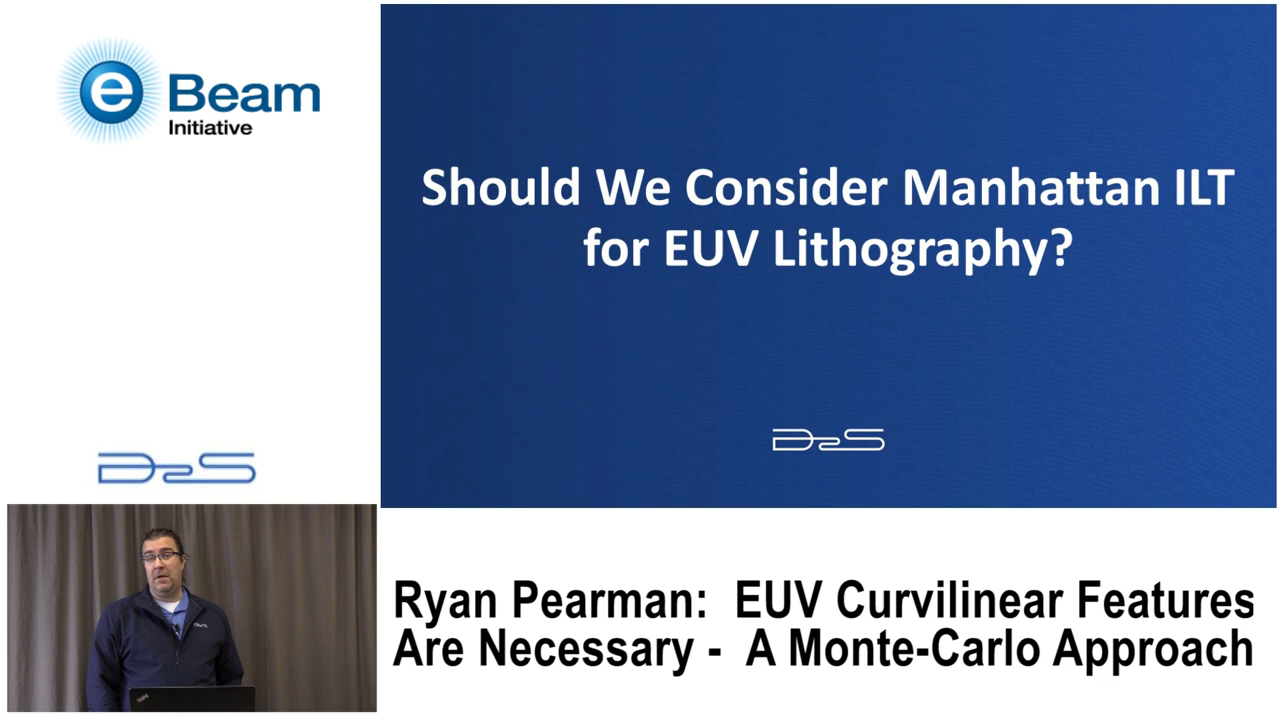 e Beam
Initiative
Should We Consider Manhattan ILT
for EUV Lithography?
D2S
D2S
Ryan Pearman: EUV Curvilinear Features
Are Necessary - A Monte-Carlo Approach